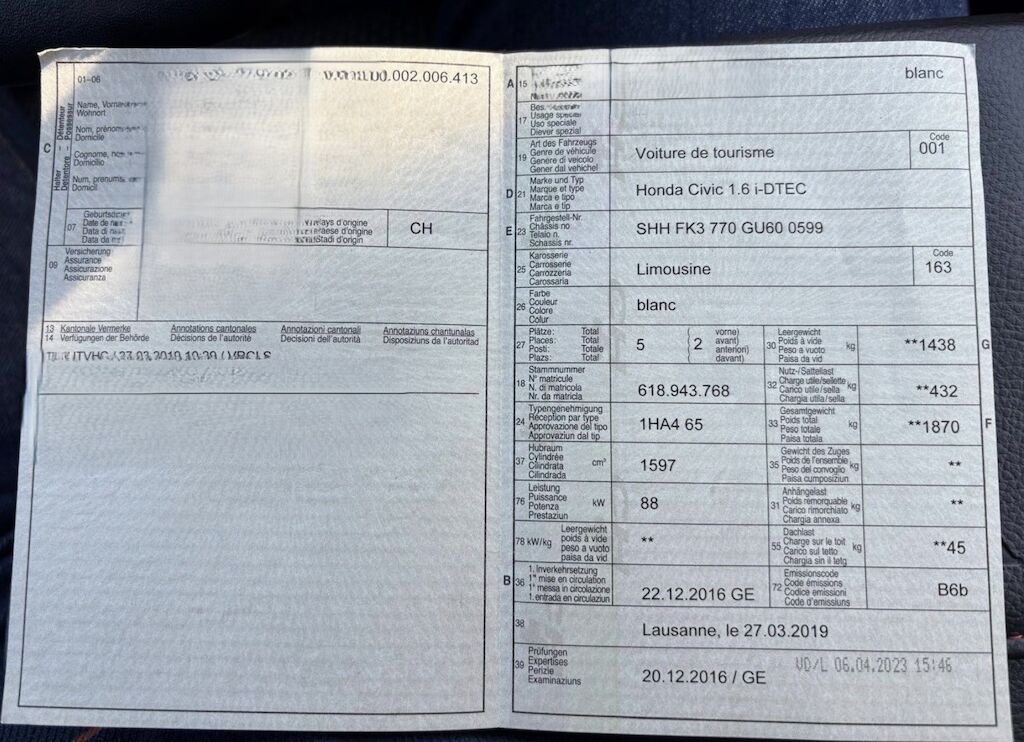 01–06
.002.006.413
C
Détenteur
Possessur
Halter
Detentore
Name,
Wohnort
Nom,
Domicile
Cognome,
Domicilio
Num,
Domicil
07
Date de
Data di
CH
d'origine
d'origine
Stadi d'origin
09
Versicherung
Assurance
Assicurazione
Assicuranza
13 Kantonale Vermerke
14 Verfügungen der Behörde
Annotations cantonales
Décisions de l'autorité
Annotazioni cantonali
Decisioni dell'autorità
Annotaziuns chantunalas
Disposiziuns da l'autoritad
A 15
blanc
17
Usage
Uso speciale
Diever spezial
19
Art des Fahrzeugs
Genre de véhicule
Genere di veicolo
Gener dal vehichel
Voiture de tourisme
Code
001
D 21
Marke und Typ
Marque et type
Marca e tipo
Marca e tip
Honda Civic 1.6 i-DTEC
E 23
Fahrgestell-Nr.
Châssis no
Telaio n.
Schassis nr.
SHH FK3 770 GU60 0599
25
Karosserie
Carrosserie
Carrozzeria
Carossaria
Limousine
Code
163
26
Farbe
Couleur
Colore
Colur
blanc
27
Plätze: Total
Places: Total
Posti: Totale
Plazs: Total
5
( 2
vorne)
avant)
anteriori)
davant)
30
Leergewicht
Poids à vide
Peso a vuoto
Paisa da vid
kg
**1438
G
18
Stammnummer
N° matricule
N. di matricola
Nr. da matricla
618.943.768
32
Nutz-/Sattellast
Charge utile/sellette
Carico utile/sella
Chargia utila/sella
kg
**432
24
Typengenehmigung
Réception par type
Approvazione del tipo
Approvaziun dal tip
1HA4 65
33
Gesamtgewicht
Poids total
Peso totale
Paisa totala
kg
**1870
F
37
Hubraum
Cylindrée
Cilindrata
Cilindrada
cm³
1597
35
Gewicht des Zuges
Poids de l'ensemble
Peso del convoglio
Paisa cumposiziun
kg
**
76
Leistung
Puissance
Potenza
Prestaziun
kW
88
31
Anhängelast
Poids remorquable
Carico rimorchiato
Chargia annexa
kg
**
78 kW/kg
Leergewicht
poids à vide
peso a vuoto
paisa da vid
**
55
Dachlast
Charge sur le toit
Carico sul tetto
Chargia sin il tetg
kg
**45
B 36
1. Inverkehrsetzung
1re mise en circulation
1a messa in circolazione
1. entrada en circulaziun
22.12.2016 GE
72
Emissionscode
Code émissions
Codice emissioni
Code d'emissiuns
B6b
38
Lausanne, le 27.03.2019
39
Prüfungen
Expertises
Perizie
Examinaziuns
20.12.2016 / GE
VD/L 06.04.2023 15:46